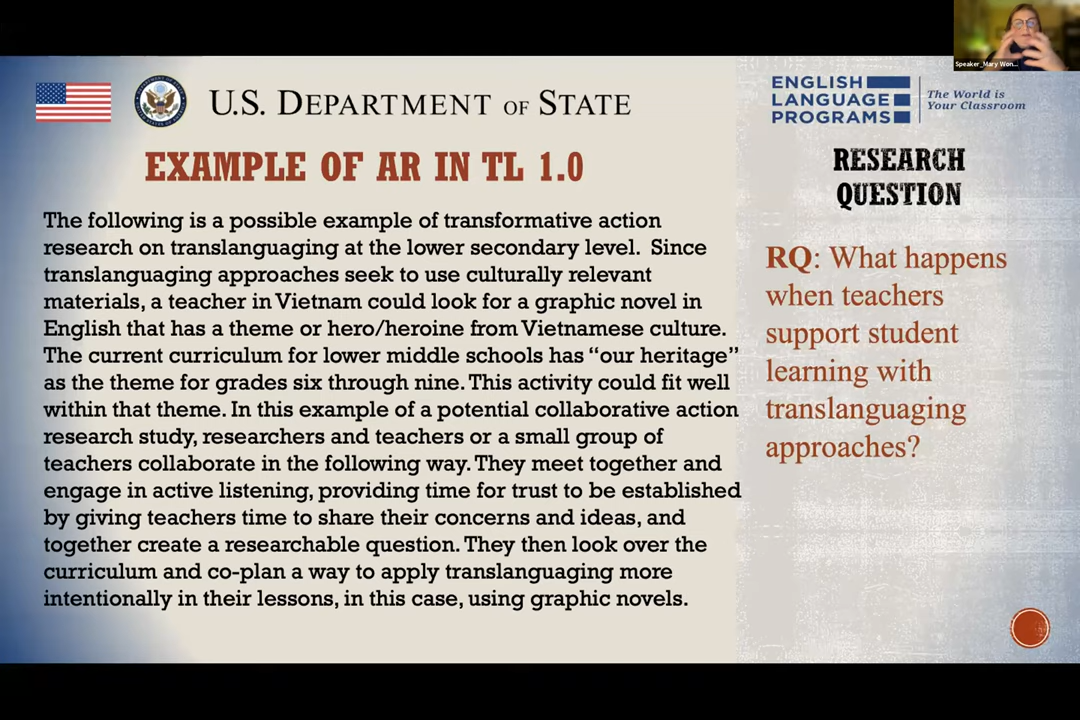 U.S. DEPARTMENT OF STATE
ENGLISH
LANGUAGE
PROGRAMS
The World is
Your Classroom
Speaker_Mary Won...
EXAMPLE OF AR IN TL 1.0
The following is a possible example of transformative action
research on translanguaging at the lower secondary level. Since
translanguaging approaches seek to use culturally relevant
materials, a teacher in Vietnam could look for a graphic novel in
English that has a theme or hero/heroine from Vietnamese culture.
The current curriculum for lower middle schools has “our heritage”
as the theme for grades six through nine. This activity could fit well
within that theme. In this example of a potential collaborative action
research study, researchers and teachers or a small group of
teachers collaborate in the following way. They meet together and
engage in active listening, providing time for trust to be established
by giving teachers time to share their concerns and ideas, and
together create a researchable question. They then look over the
curriculum and co-plan a way to apply translanguaging more
intentionally in their lessons, in this case, using graphic novels.
RESEARCH
QUESTION
RQ: What happens
when teachers
support student
learning with
translanguaging
approaches?